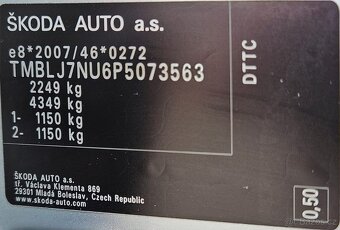 ŠKODA AUTO a.s.
e8*2007/46*0272
TMBLJ7NU6P5073563
2249 kg
4349 kg
1- 1150 kg
2- 1150 kg
DTTC
ŠKODA AUTO a.s.
tř. Václava Klementa 869
29301 Mladá Boleslav, Czech Republic
www.skoda-auto.com
0,50